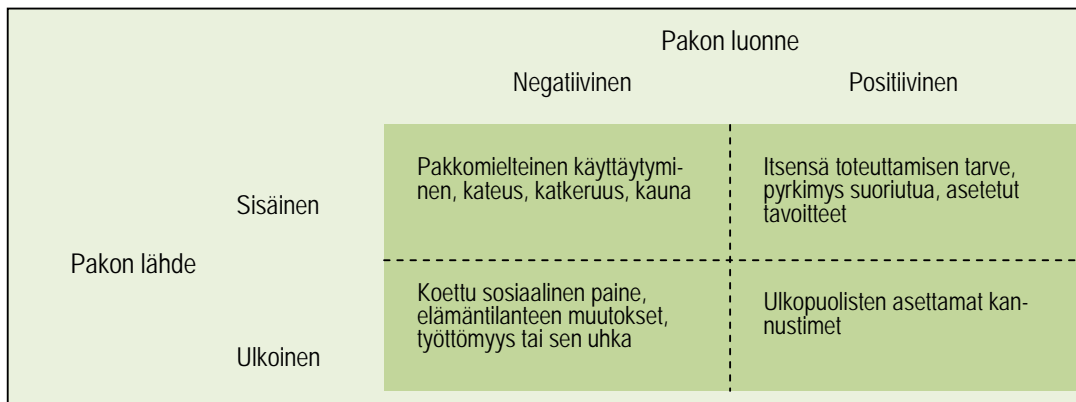 Pakon luonne
Negatiivinen
Positiivinen
Pakkomielteinen käyttäytymi-
nen, kateus, katkeruus, kauna
Itsensä toteuttamisen tarve,
pyrkimys suoriutua, asetetut
tavoitteet
Sisäinen
Pakon lähde
Koettu sosiaalinen paine,
elämäntilanteen muutokset,
työttömyys tai sen uhka
Ulkopuolisten asettamat kan-
nustimet
Ulkoinen